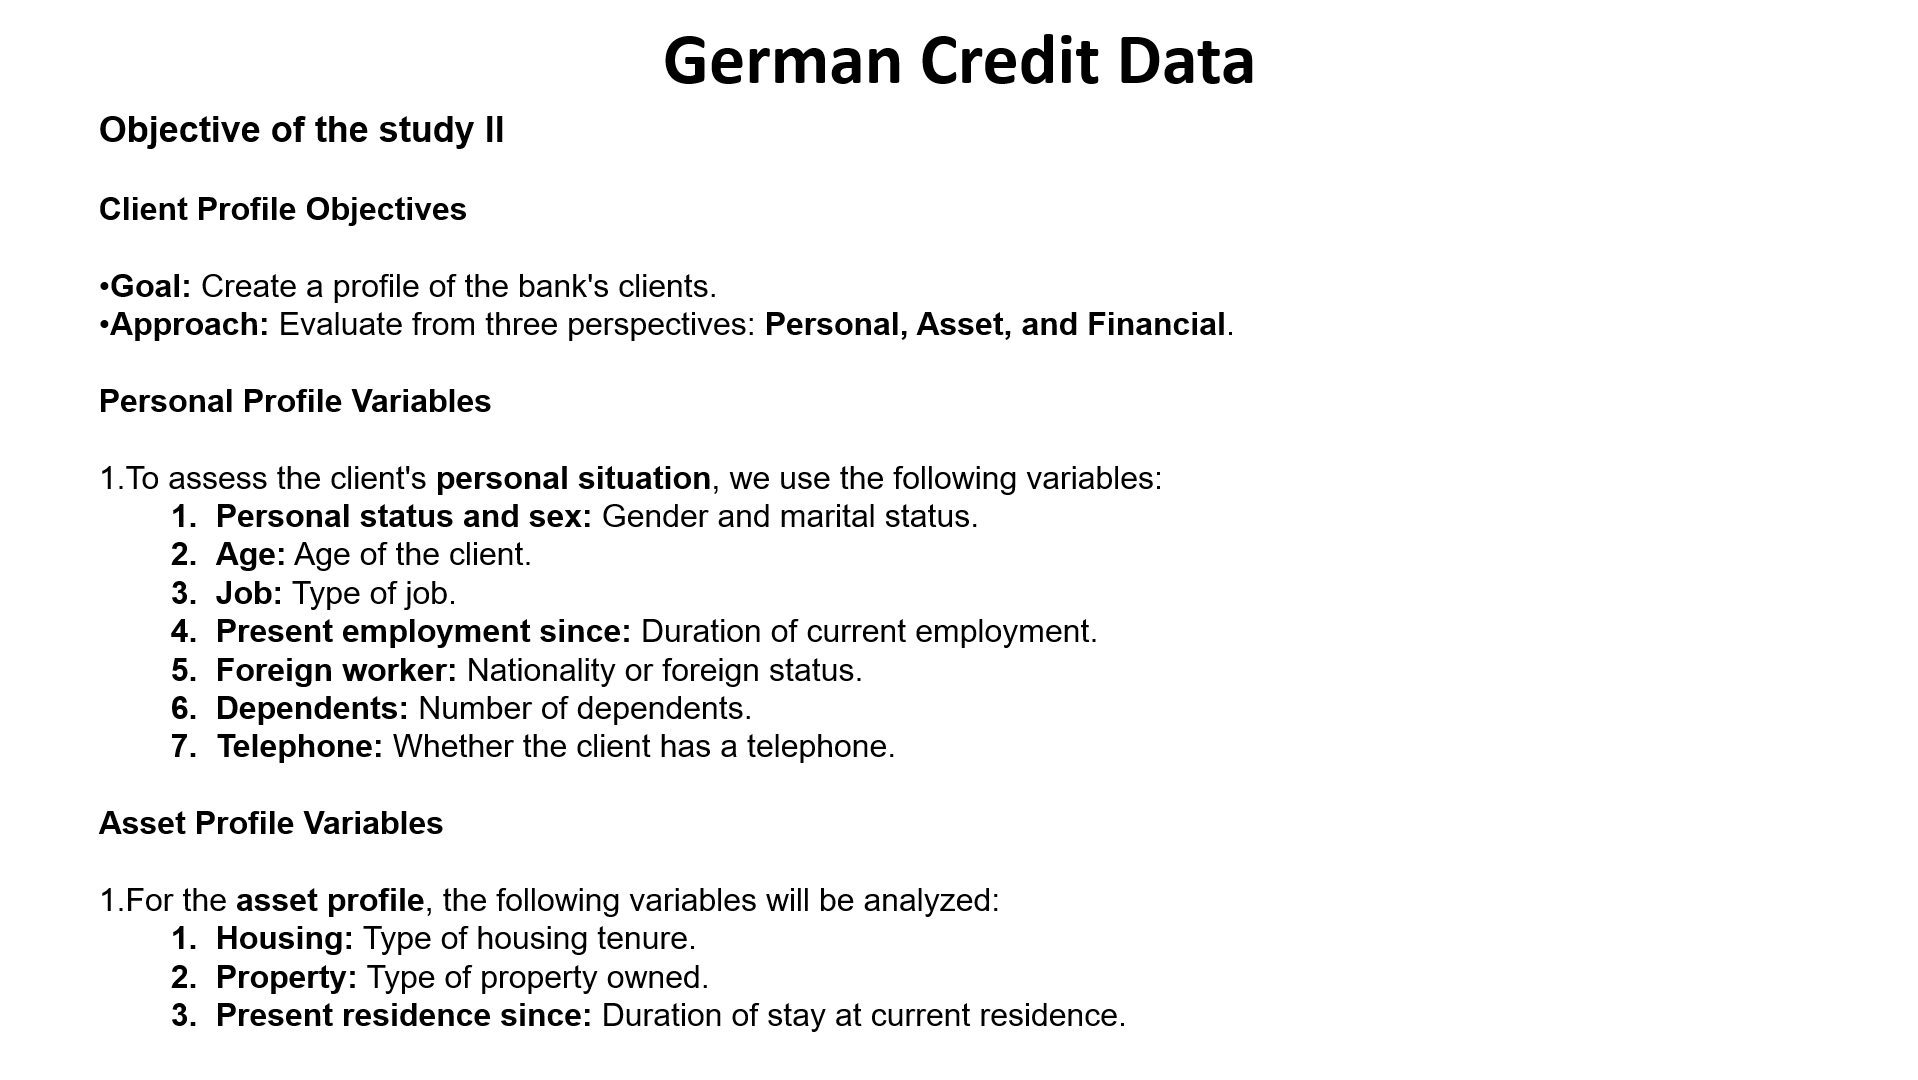 German Credit Data
Objective of the study II
Client Profile Objectives
•Goal: Create a profile of the bank's clients.
•Approach: Evaluate from three perspectives: Personal, Asset, and Financial.
Personal Profile Variables
1.To assess the client's personal situation, we use the following variables:
1. Personal status and sex: Gender and marital status.
2. Age: Age of the client.
3. Job: Type of job.
4. Present employment since: Duration of current employment.
5. Foreign worker: Nationality or foreign status.
6. Dependents: Number of dependents.
7. Telephone: Whether the client has a telephone.
Asset Profile Variables
1.For the asset profile, the following variables will be analyzed:
1. Housing: Type of housing tenure.
2. Property: Type of property owned.
3. Present residence since: Duration of stay at current residence.